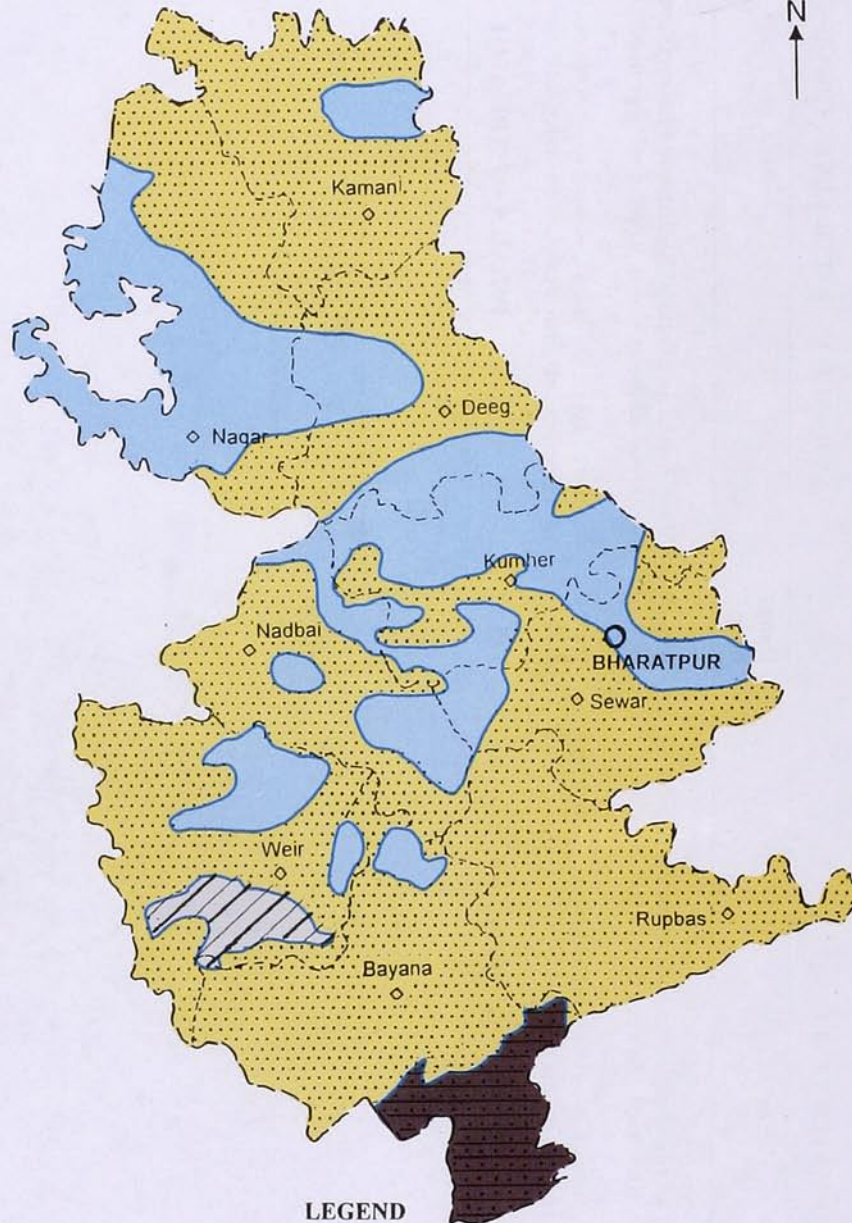 N
Kaman
Deeg
Nagar
Kumher
Nadbai
BHARATPUR
Sewar
Weir
Rupbas
Bayana
LEGEND